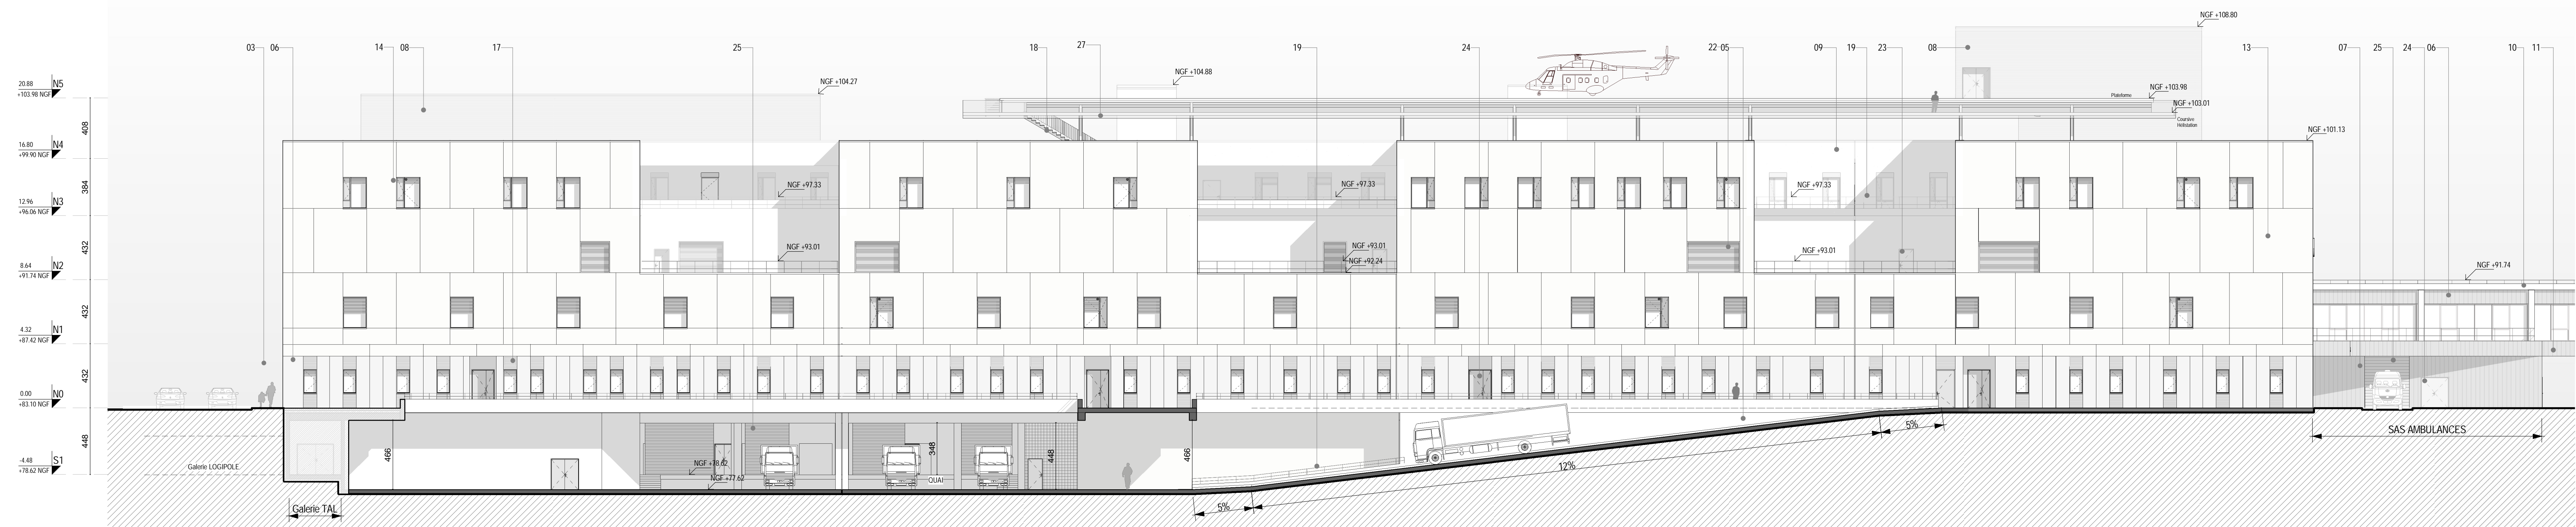 NGF +108.80
03 06 14 08 17 25 18 27 19 24 22 05 09 19 23 08 13 07 25 24 06 10 11
20.88 N5
+103.98 NGF
NGF +104.27
NGF +104.88
Plateforme
NGF +103.98
NGF +103.01
Coursive
Hélistation
408
NGF +101.13
16.80 N4
+99.90 NGF
384
NGF +97.33
NGF +97.33
NGF +97.33
12.96 N3
+96.06 NGF
432
NGF +93.01
NGF +93.01
NGF +92.24
NGF +93.01
8.64 N2
+91.74 NGF
NGF +91.74
432
4.32 N1
+87.42 NGF
432
0.00 N0
+83.10 NGF
448
466
348
448
466
5%
SAS AMBULANCES
-4.48 S1
+78.62 NGF
Galerie LOGIPOLE
NGF +78.62
NGF +77.62
QUAI
12%
Galerie TAL
5%